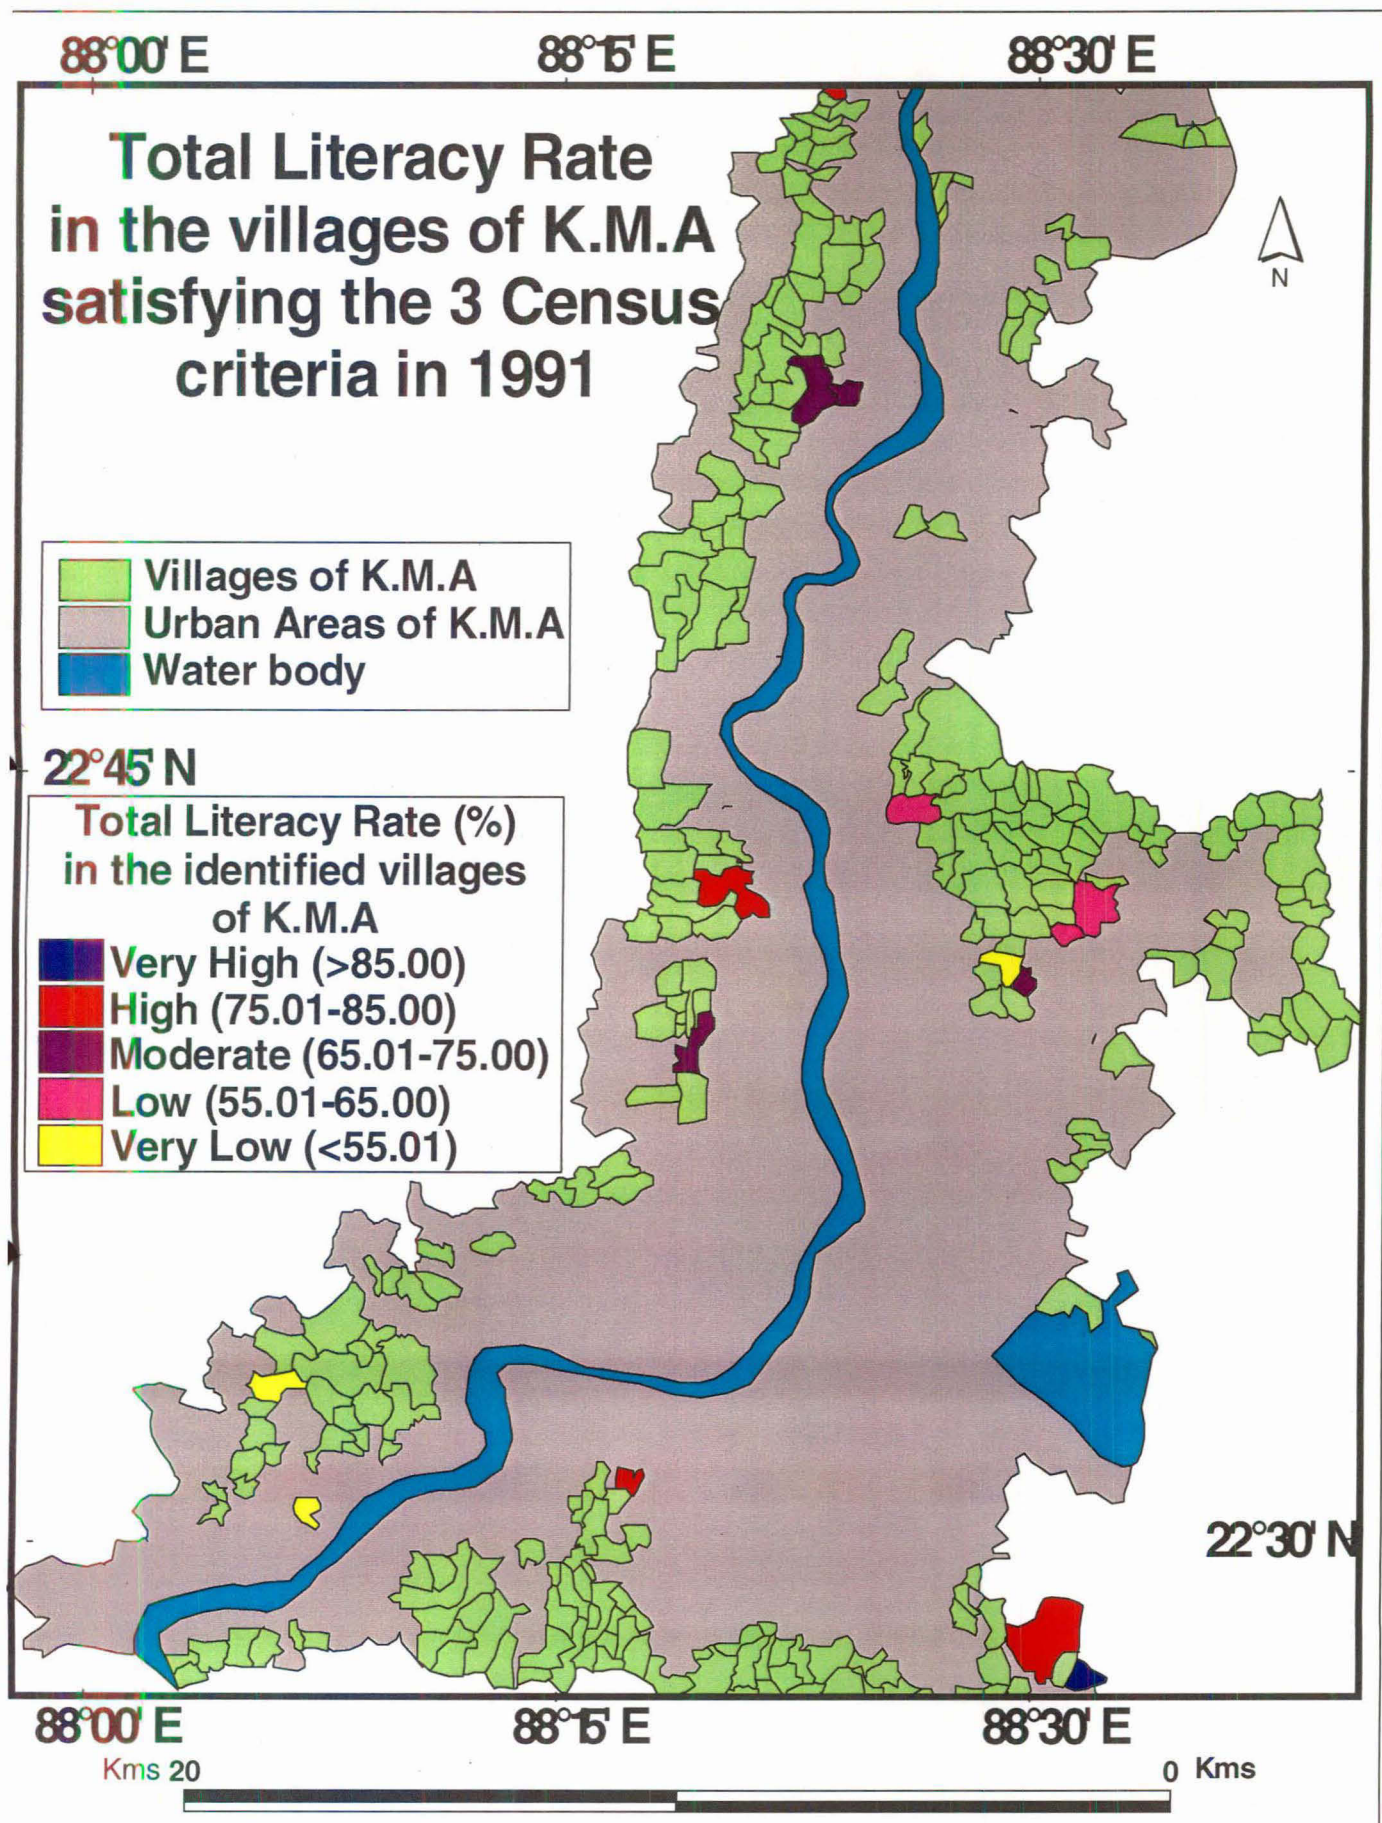 88°00' E 88°15' E 88°30' E
Total Literacy Rate
in the villages of K.M.A
satisfying the 3 Census
criteria in 1991
N
Villages of K.M.A
Urban Areas of K.M.A
Water body
22°45' N
Total Literacy Rate (%)
in the identified villages
of K.M.A
Very High (>85.00)
High (75.01-85.00)
Moderate (65.01-75.00)
Low (55.01-65.00)
Very Low (<55.01)
22°30' N
88°00' E 88°15' E 88°30' E
Kms 20 0 Kms